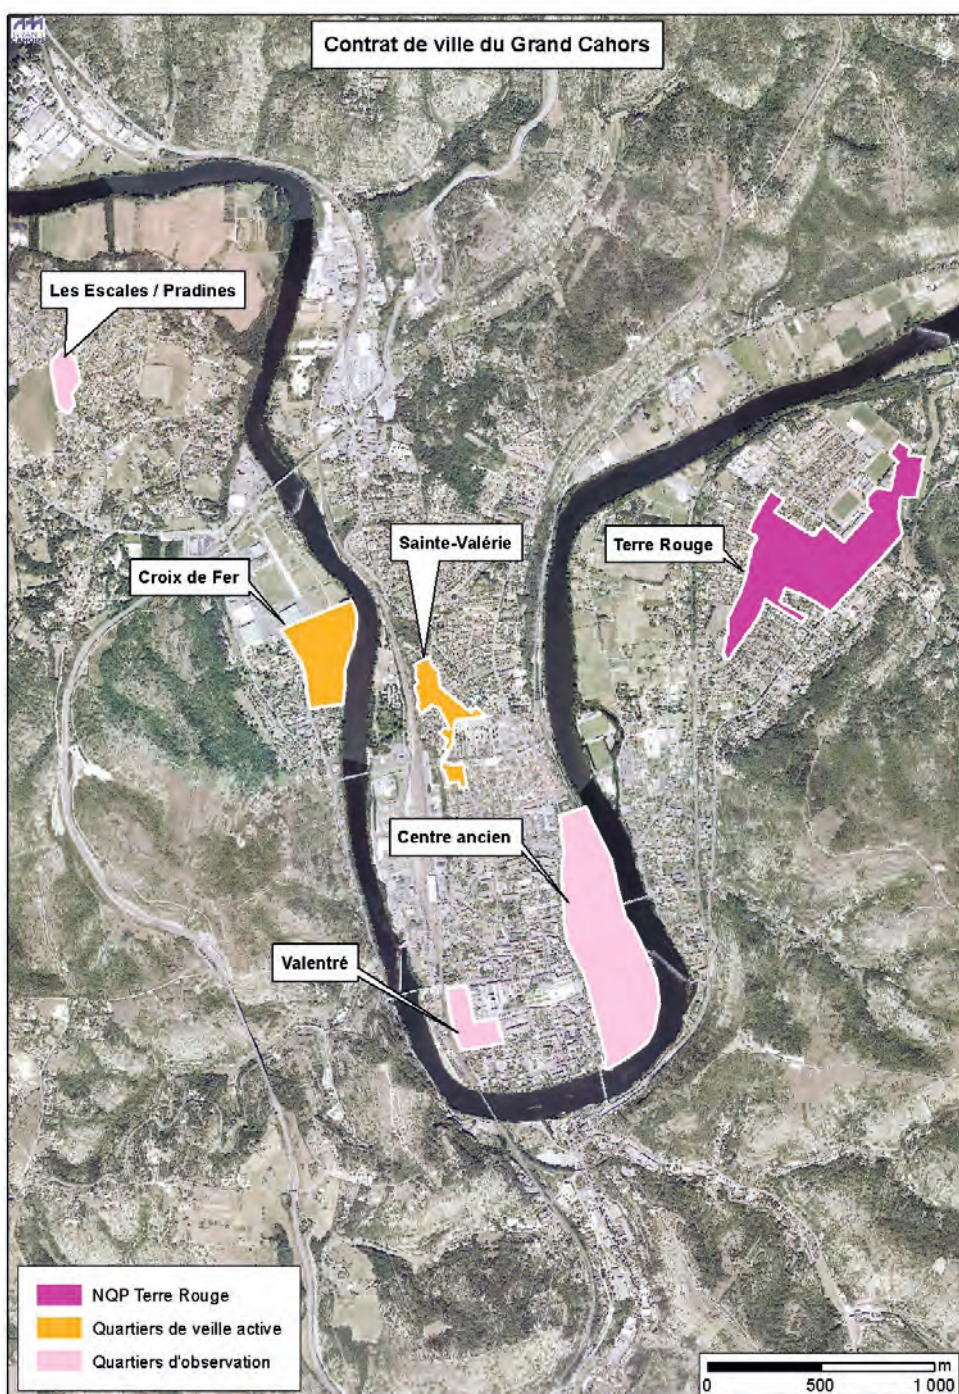 Contrat de ville du Grand Cahors
CAHORS
Les Escales / Pradines
Sainte-Valérie
Terre Rouge
Croix de Fer
Centre ancien
Valentré
NQP Terre Rouge
Quartiers de veille active
Quartiers d'observation
m
0 500 1 000